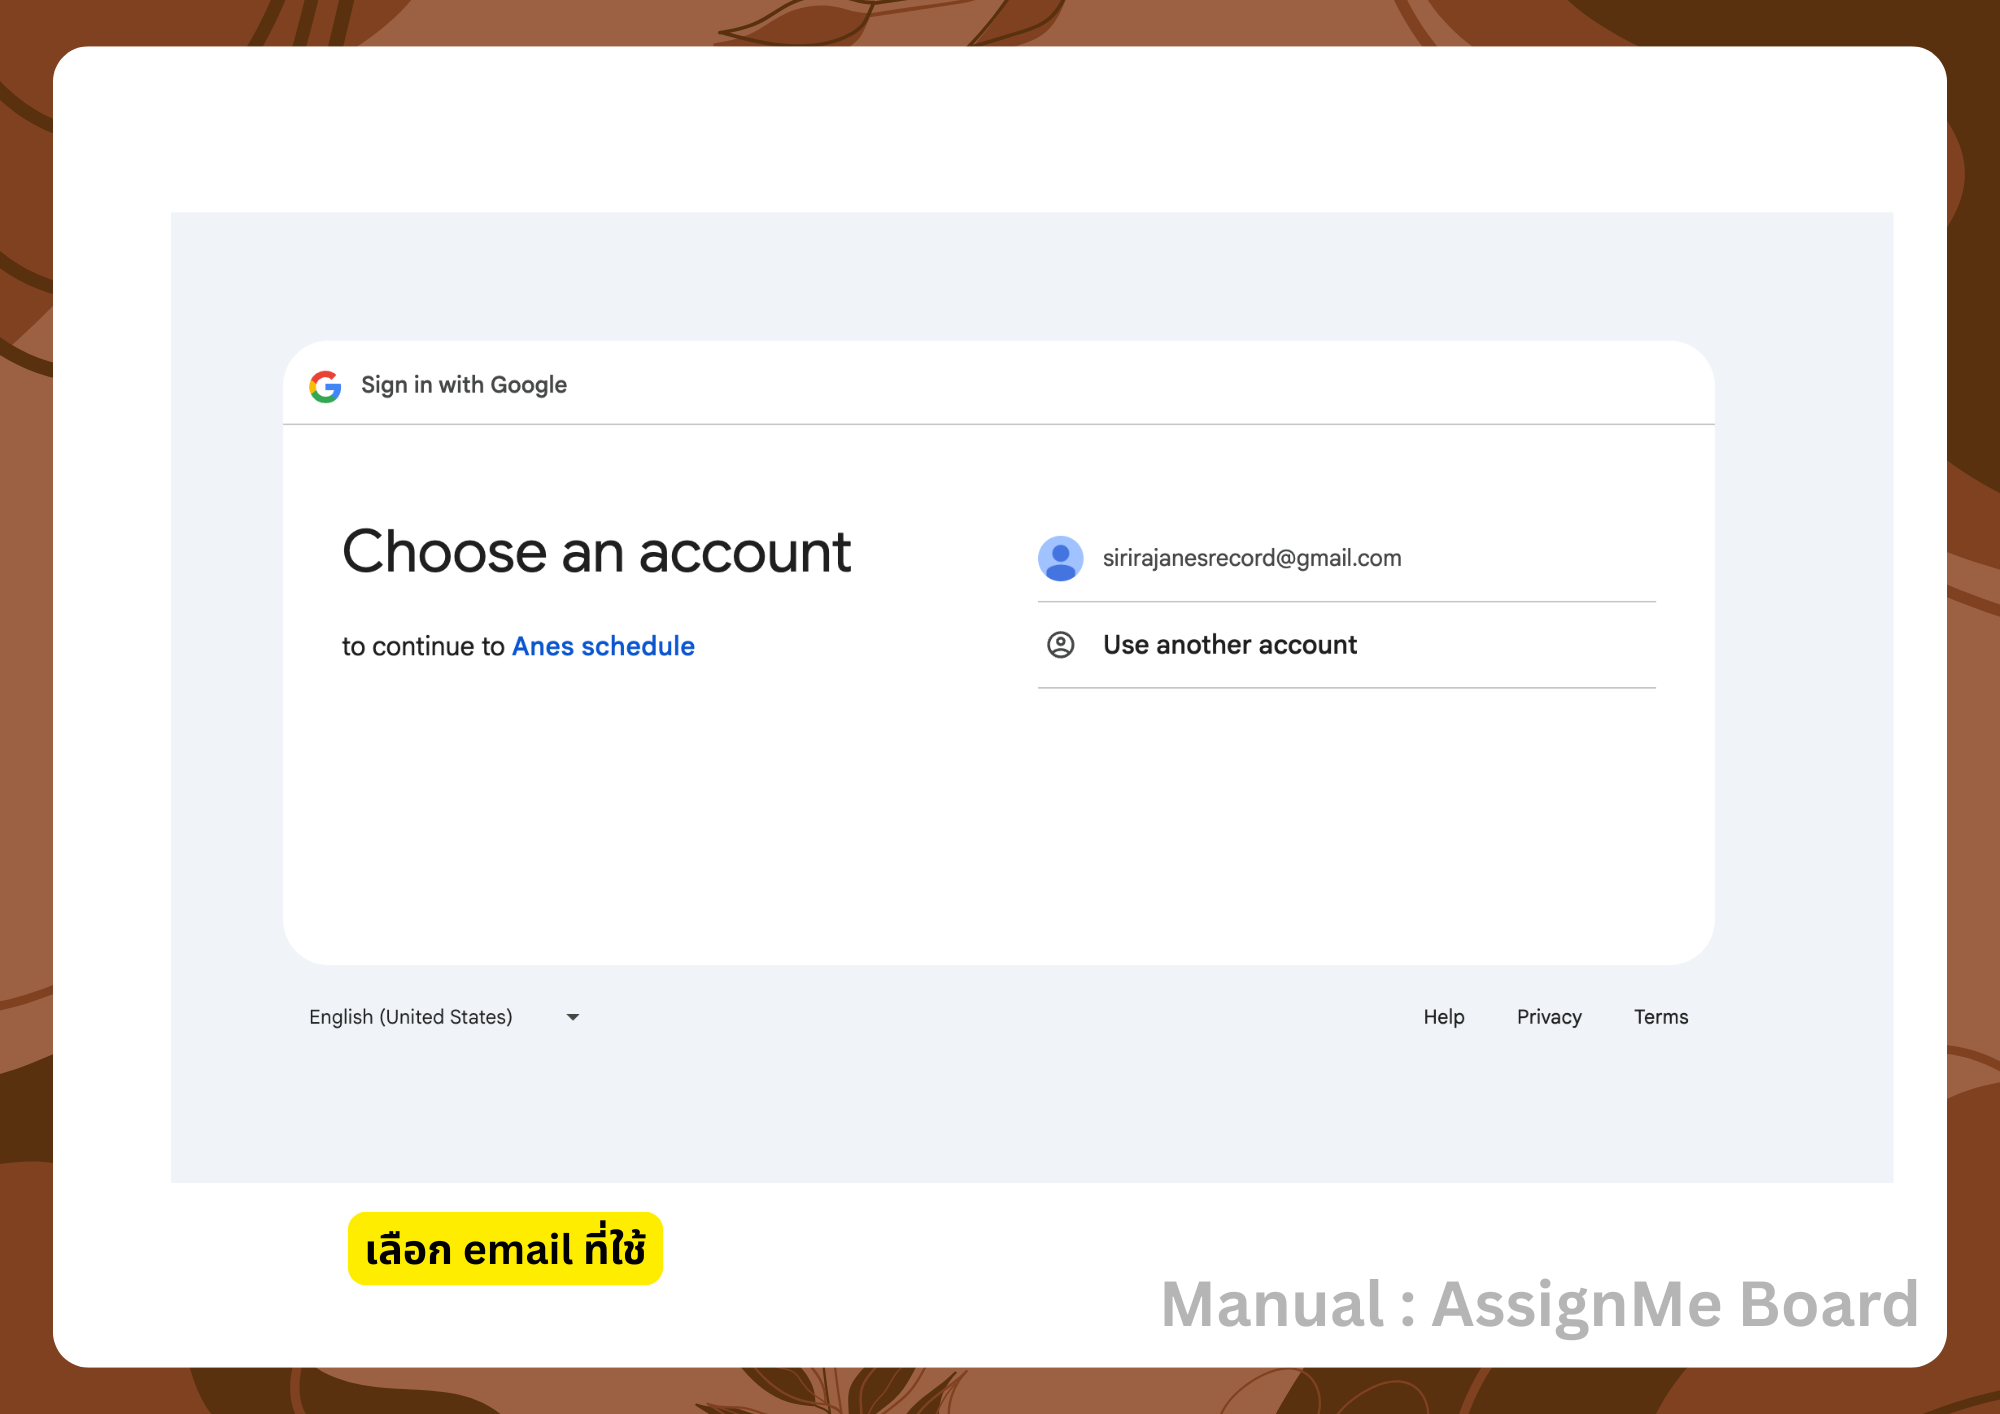 Sign in with Google
Choose an account
to continue to Anes schedule
sirirajanesrecord@gmail.com
Use another account
English (United States)
Help Privacy Terms
เลือก email ที่ใช้
Manual : AssignMe Board